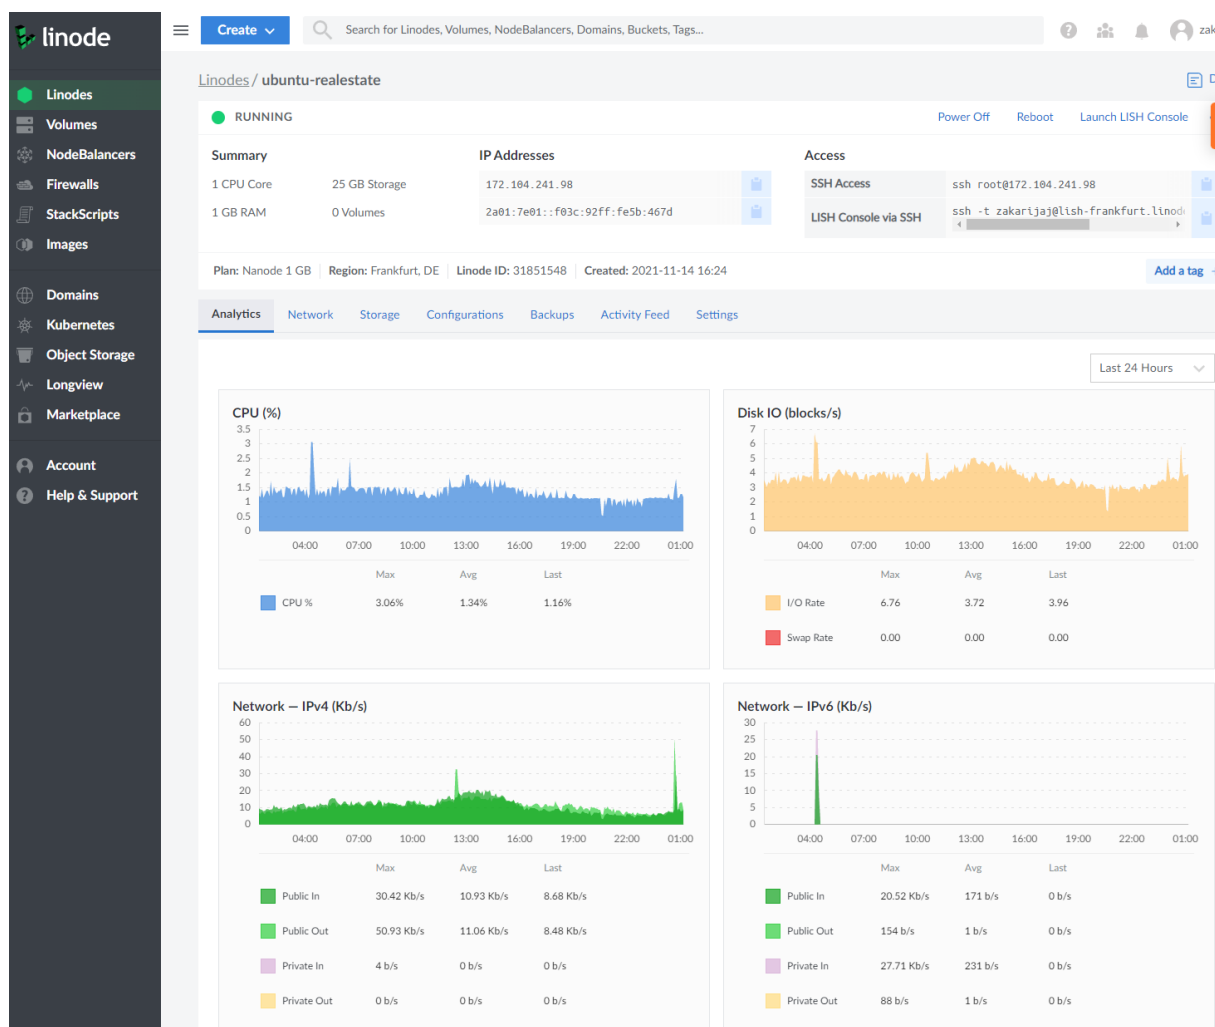 linode
Create
Search for Linodes, Volumes, NodeBalancers, Domains, Buckets, Tags...
zak
Linodes
Volumes
NodeBalancers
Firewalls
StackScripts
Images
Domains
Kubernetes
Object Storage
Longview
Marketplace
Account
Help & Support
Linodes / ubuntu-realestate
D
RUNNING
Power Off Reboot Launch LISH Console
Summary
1 CPU Core 25 GB Storage
1 GB RAM 0 Volumes
IP Addresses
172.104.241.98
2a01:7e01::f03c:92ff:fe5b:467d
Access
SSH Access ssh root@172.104.241.98
LISH Console via SSH ssh -t zakarijaj@lish-frankfurt.linod
Plan: Nanode 1 GB Region: Frankfurt, DE Linode ID: 31851548 Created: 2021-11-14 16:24
Add a tag
Analytics Network Storage Configurations Backups Activity Feed Settings
Last 24 Hours
CPU (%)
3.5
3
2.5
2
1.5
1
0.5
0
04:00 07:00 10:00 13:00 16:00 19:00 22:00 01:00
Max Avg Last
CPU % 3.06% 1.34% 1.16%
Disk IO (blocks/s)
7
6
5
4
3
2
1
0
04:00 07:00 10:00 13:00 16:00 19:00 22:00 01:00
Max Avg Last
I/O Rate 6.76 3.72 3.96
Swap Rate 0.00 0.00 0.00
Network — IPv4 (Kb/s)
60
50
40
30
20
10
0
04:00 07:00 10:00 13:00 16:00 19:00 22:00 01:00
Max Avg Last
Public In 30.42 Kb/s 10.93 Kb/s 8.68 Kb/s
Public Out 50.93 Kb/s 11.06 Kb/s 8.48 Kb/s
Private In 4 b/s 0 b/s 0 b/s
Private Out 0 b/s 0 b/s 0 b/s
Network — IPv6 (Kb/s)
30
25
20
15
10
5
0
04:00 07:00 10:00 13:00 16:00 19:00 22:00 01:00
Max Avg Last
Public In 20.52 Kb/s 171 b/s 0 b/s
Public Out 154 b/s 1 b/s 0 b/s
Private In 27.71 Kb/s 231 b/s 0 b/s
Private Out 88 b/s 1 b/s 0 b/s